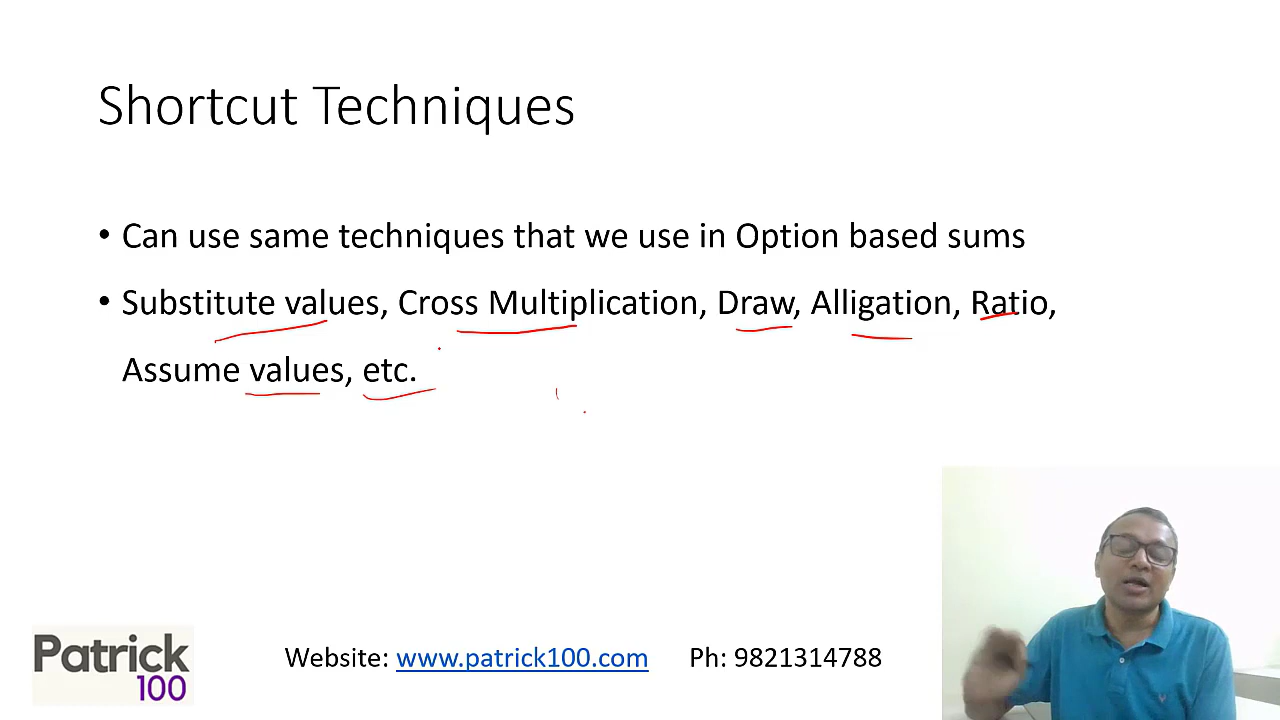 Shortcut Techniques
• Can use same techniques that we use in Option based sums
• Substitute values, Cross Multiplication, Draw, Alligation, Ratio,
Assume values, etc.
Patrick
100
Website: www.patrick100.com Ph: 9821314788